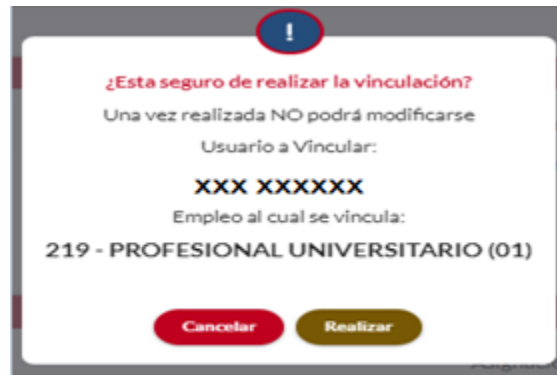 !
¿Esta seguro de realizar la vinculación?
Una vez realizada NO podrá modificarse
Usuario a Vincular:
XXX XXXXXX
Empleo al cual se vincula:
219 - PROFESIONAL UNIVERSITARIO (01)
Cancelar Realizar